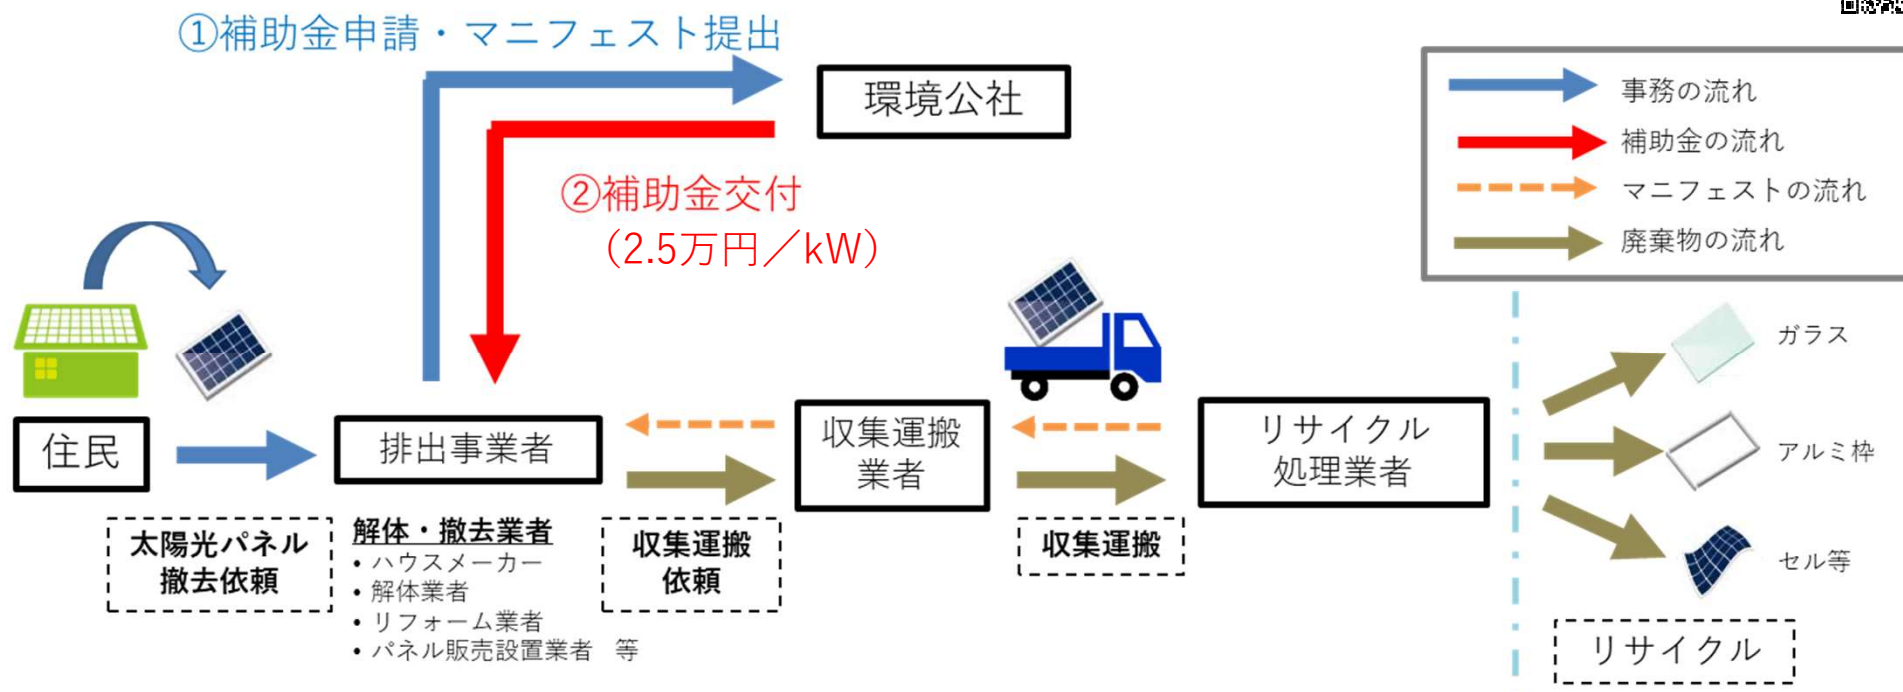 ①補助金申請・マニフェスト提出
環境公社
②補助金交付
（2.5万円／kW）
事務の流れ
補助金の流れ
マニフェストの流れ
廃棄物の流れ
住民
排出事業者
収集運搬
業者
リサイクル
処理業者
太陽光パネル
撤去依頼
解体・撤去業者
• ハウスメーカー
• 解体業者
• リフォーム業者
• パネル販売設置業者　等
収集運搬
依頼
収集運搬
ガラス
アルミ枠
セル等
リサイクル